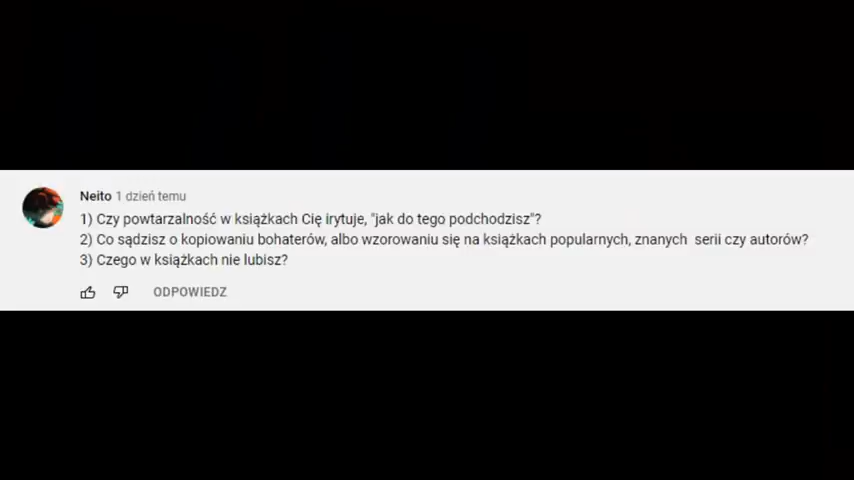 Neito 1 dzień temu
1) Czy powtarzalność w książkach Cię irytuje, "jak do tego podchodzisz"?
2) Co sądzisz o kopiowaniu bohaterów, albo wzorowaniu się na książkach popularnych, znanych serii czy autorów?
3) Czego w książkach nie lubisz?
ODPOWIEDZ